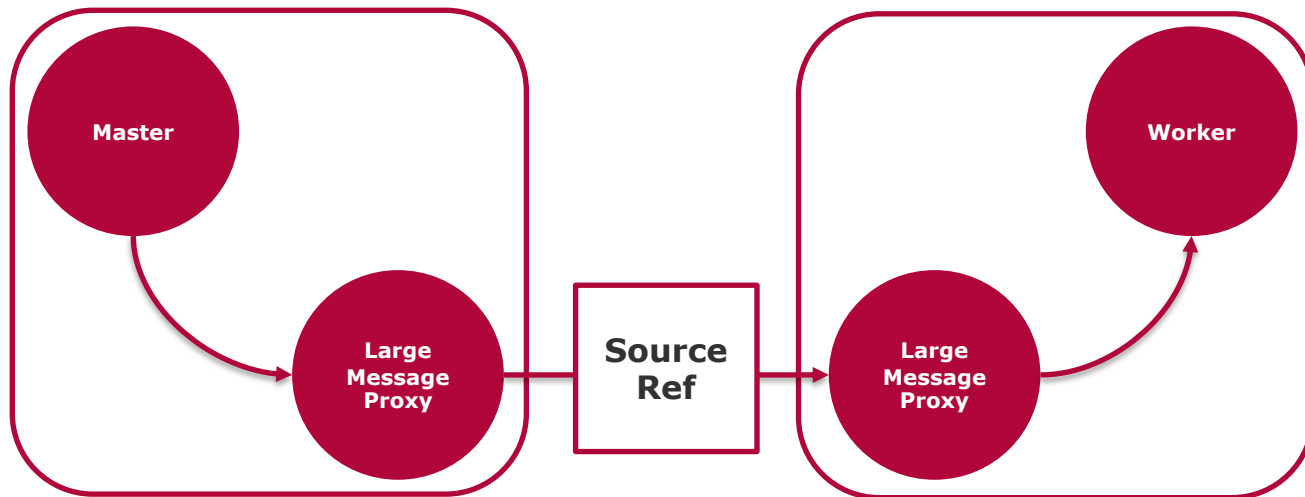 Master
Worker
Large
Message
Proxy
Source
Ref
Large
Message
Proxy